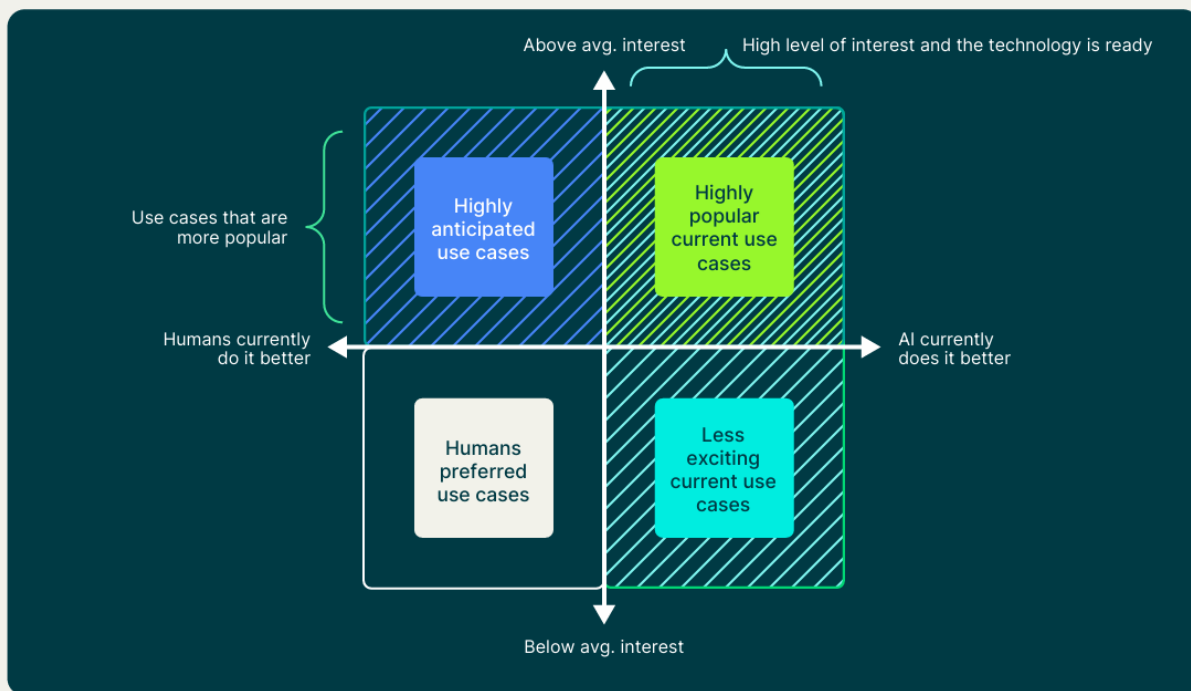 Above avg. interest
High level of interest and the technology is ready
Use cases that are
more popular
Highly
anticipated
use cases
Highly
popular
current use
cases
Humans currently
do it better
AI currently
does it better
Humans
preferred
use cases
Less
exciting
current use
cases
Below avg. interest